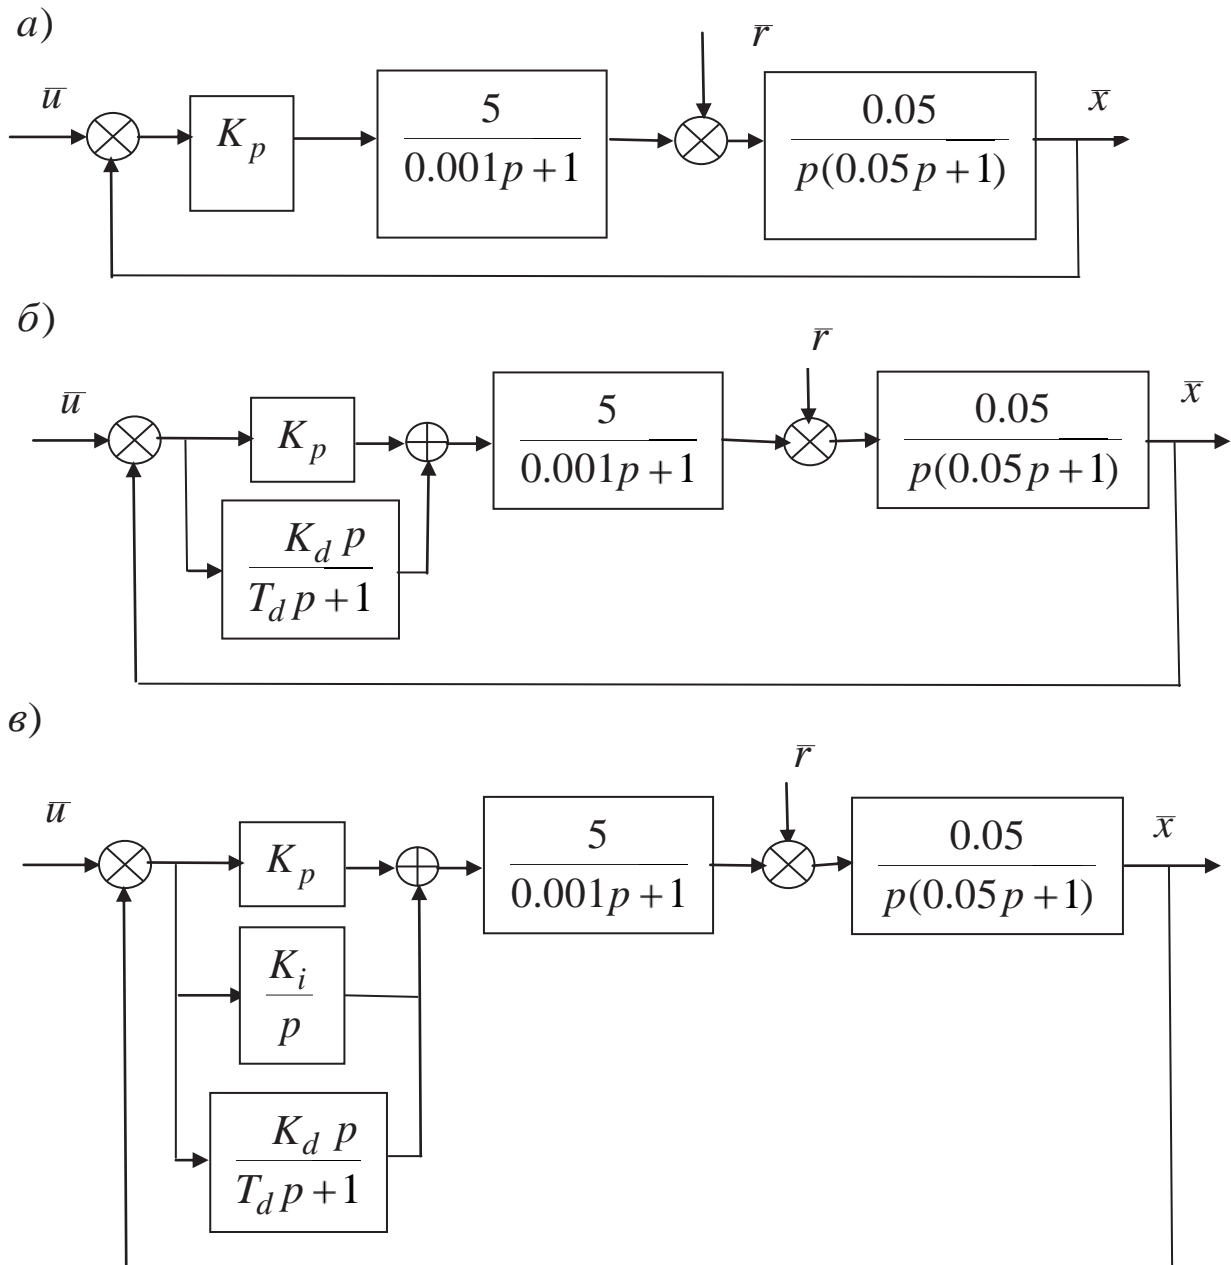 а)
r̅
u̅
K_p
5
0.001p + 1
0.05
p(0.05p + 1)
x̅
б)
r̅
u̅
K_p
5
0.001p + 1
0.05
p(0.05p + 1)
x̅
K_d p
T_d p + 1
в)
r̅
u̅
K_p
5
0.001p + 1
0.05
p(0.05p + 1)
x̅
K_i
p
K_d p
T_d p + 1